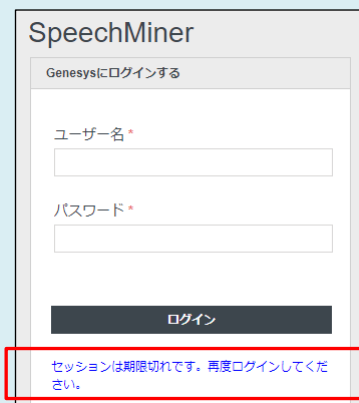 SpeechMiner
Genesysにログインする
ユーザー名 *
パスワード *
ログイン
セッションは期限切れです。再度ログインしてくだ
さい。